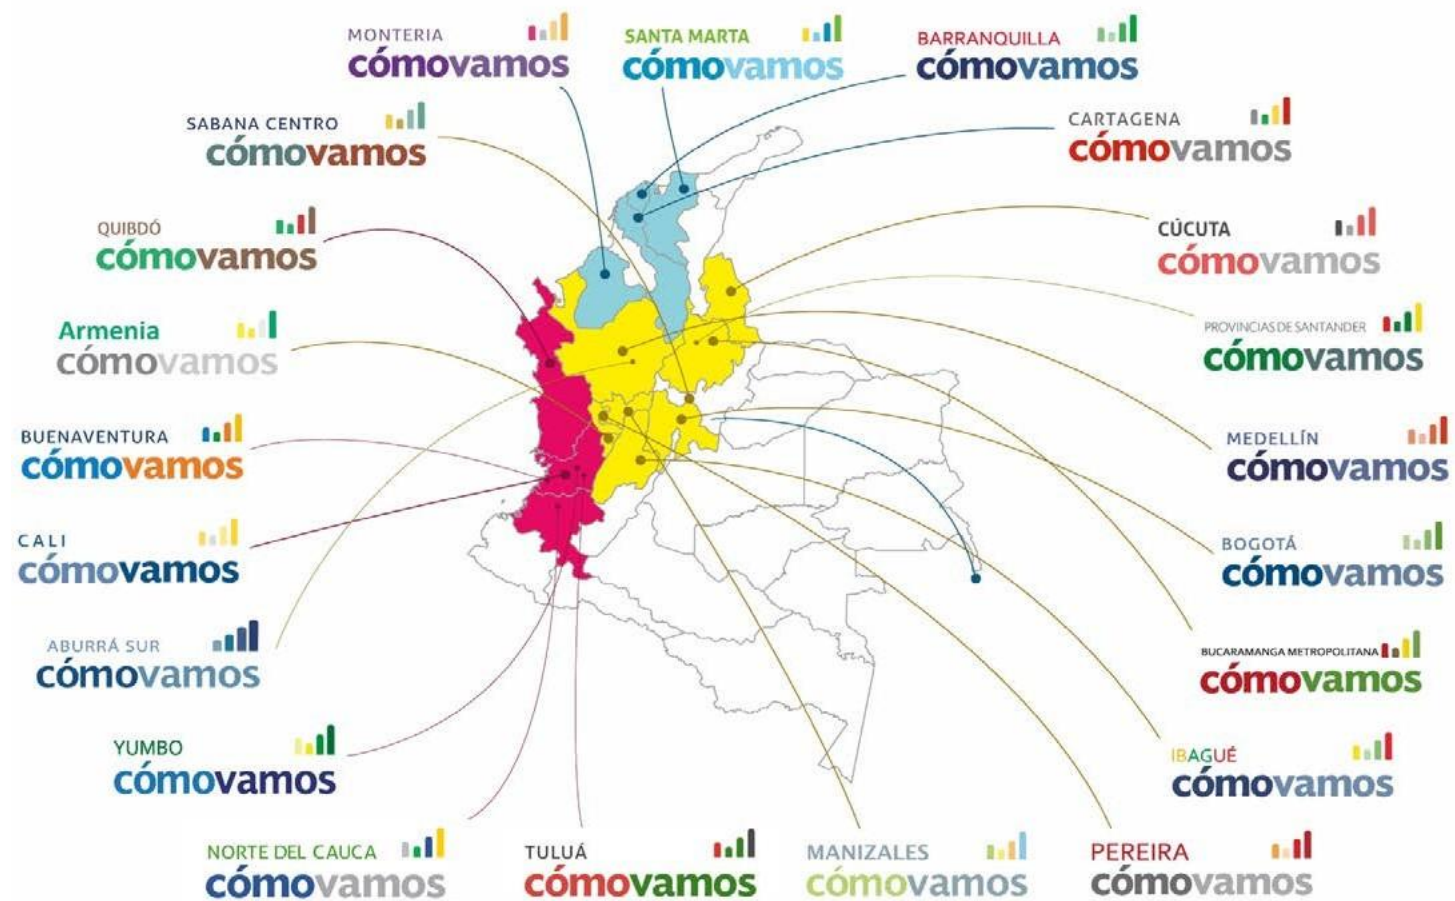 MONTERIA
cómovamos
SANTA MARTA
cómovamos
BARRANQUILLA
cómovamos
SABANA CENTRO
cómovamos
CARTAGENA
cómovamos
QUIBDÓ
cómovamos
CÚCUTA
cómovamos
Armenia
cómovamos
PROVINCIAS DE SANTANDER
cómovamos
BUENAVENTURA
cómovamos
MEDELLÍN
cómovamos
CALI
cómovamos
BOGOTÁ
cómovamos
ABURRÁ SUR
cómovamos
BUCARAMANGA METROPOLITANA
cómovamos
YUMBO
cómovamos
IBAGUÉ
cómovamos
NORTE DEL CAUCA
cómovamos
TULUÁ
cómovamos
MANIZALES
cómovamos
PEREIRA
cómovamos